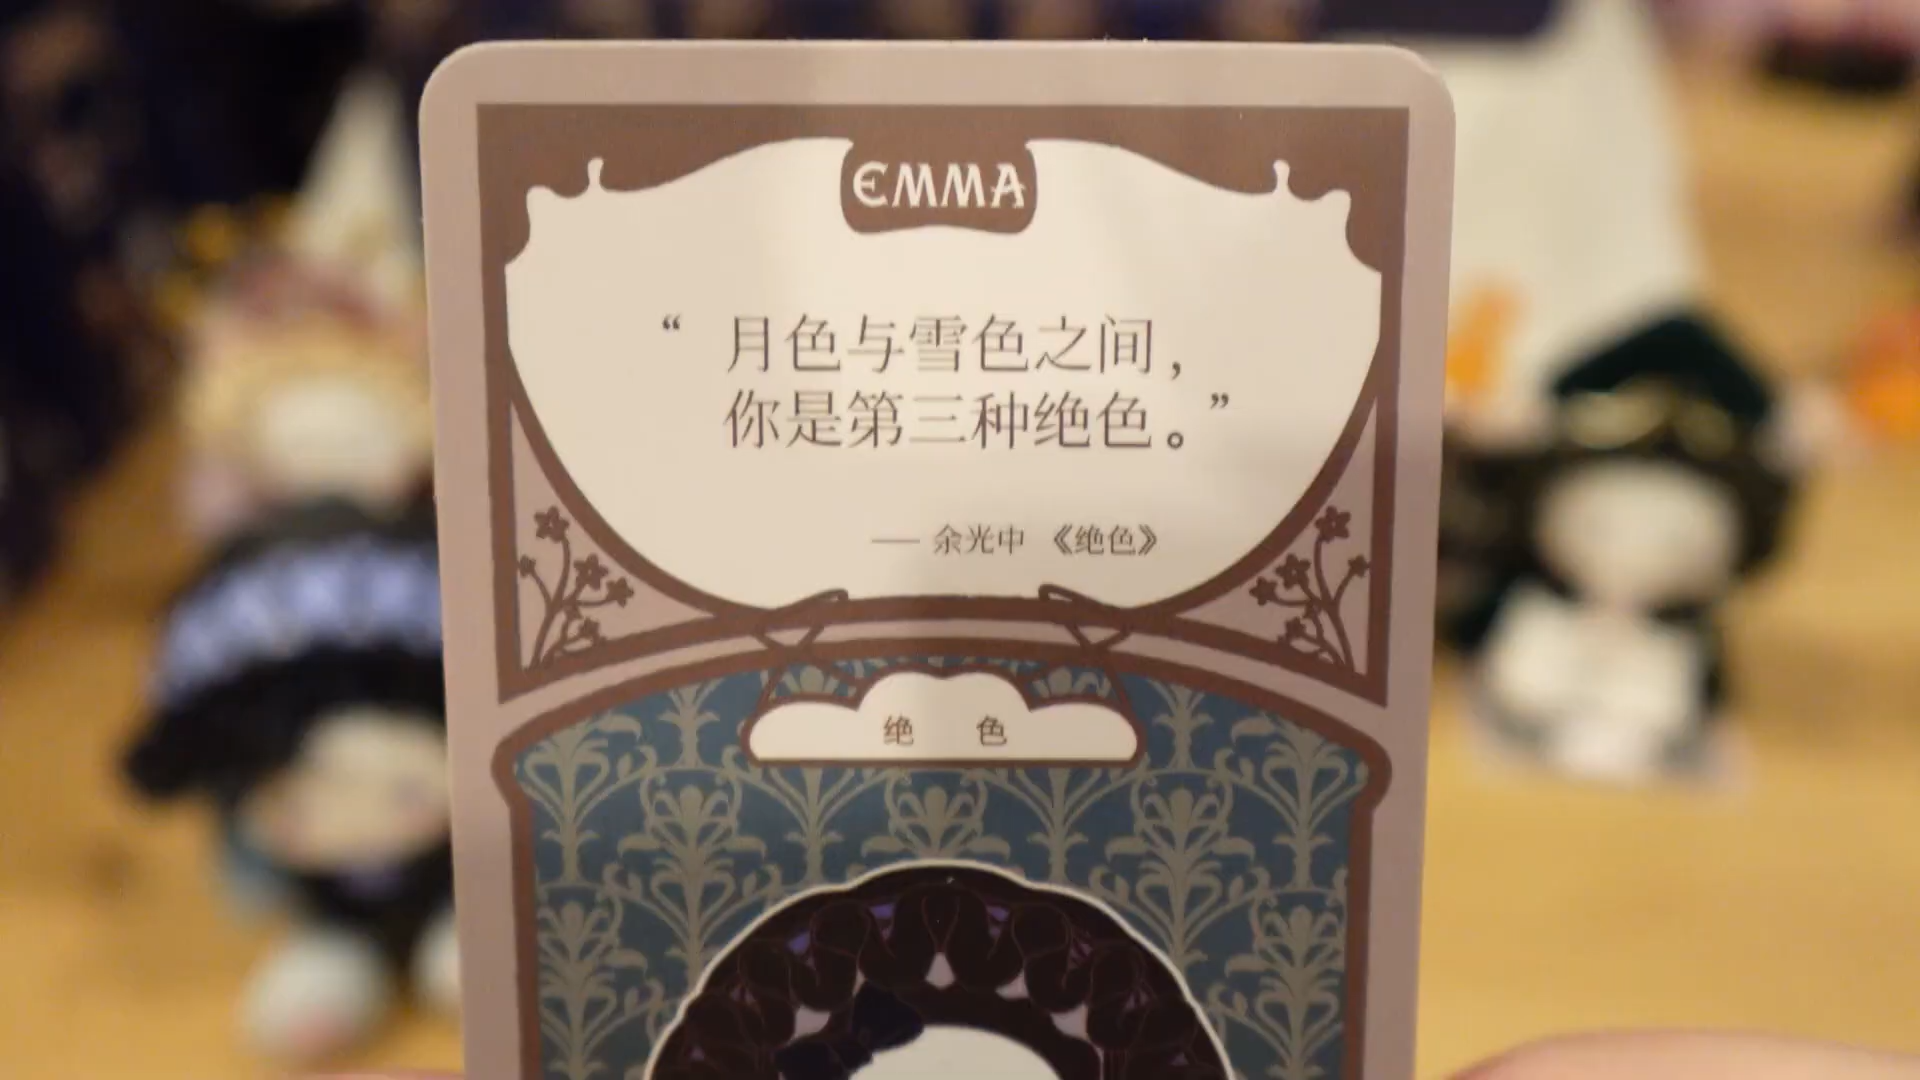 EMMA
“ 月色与雪色之间，
你是第三种绝色。”
— 余光中 《绝色》
绝 色